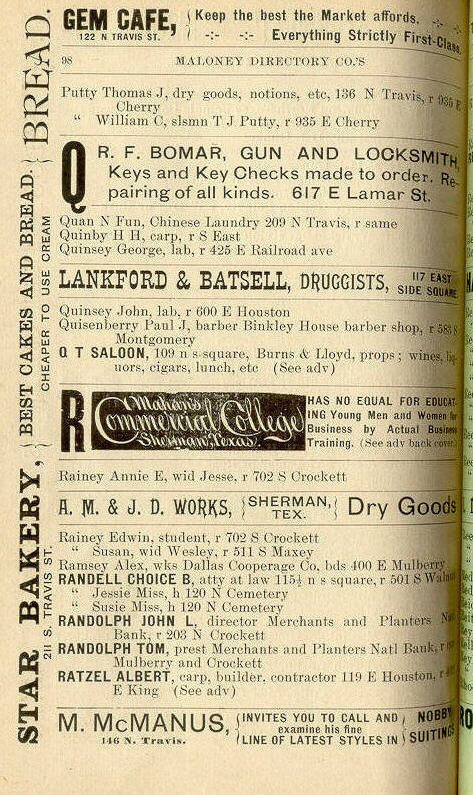 GEM CAFE, Keep the best the Market affords. -:- -:-
122 N TRAVIS ST. -:- -:- Everything Strictly First-Class.
98 MALONEY DIRECTORY CO.'S
Putty Thomas J, dry goods, notions, etc, 136 N Travis, r 935 E
Cherry
" William C, slsmn T J Putty, r 935 E Cherry
Q R. F. BOMAR, GUN AND LOCKSMITH,
Keys and Key Checks made to order. Re-
pairing of all kinds. 617 E Lamar St.
Quan N Fun, Chinese Laundry 209 N Travis, r same
Quinby H H, carp, r S East
Quinsey George, lab, r 425 E Railroad ave
LANKFORD & BATSELL, DRUGGISTS, 117 EAST
SIDE SQUARE
Quinsey John, lab, r 600 E Houston
Quisenberry Paul J, barber Binkley House barber shop, r 583 S
Montgomery
Q T SALOON, 109 n s square, Burns & Lloyd, props; wines, liq-
uors, cigars, lunch, etc (See adv)
R Mahan's
Commercial College
Sherman, Texas.
HAS NO EQUAL FOR EDUCAT-
ING Young Men and Women for
Business by Actual Business
Training. (See adv back cover.)
Rainey Annie E, wid Jesse, r 702 S Crockett
A. M. & J. D. WORKS, SHERMAN,
TEX. Dry Goods
Rainey Edwin, student, r 702 S Crockett
" Susan, wid Wesley, r 511 S Maxey
Ramsey Alex, wks Dallas Cooperage Co, bds 400 E Mulberry
RANDELL CHOICE B, atty at law 115½ n s square, r 501 S Walnut
" Jessie Miss, h 120 N Cemetery
" Susie Miss, h 120 N Cemetery
RANDOLPH JOHN L, director Merchants and Planters Nat
Bank, r 203 N Crockett
RANDOLPH TOM, prest Merchants and Planters Natl Bank, r
Mulberry and Crockett
RATZEL ALBERT, carp, builder, contractor 119 E Houston, r
E King (See adv)
M. McMANUS,
146 N. Travis.
INVITES YOU TO CALL AND
examine his fine
LINE OF LATEST STYLES IN
NOBBY
SUITINGS
STAR BAKERY, BEST CAKES AND BREAD. BREAD.
211 S. TRAVIS ST. CHEAPER TO USE CREAM